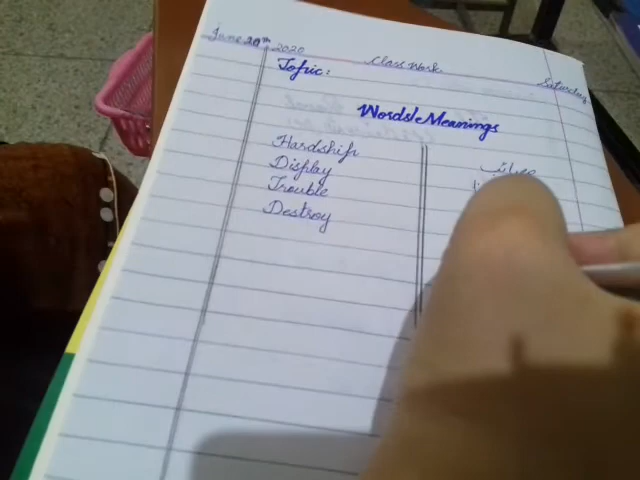 June 20th, 2020 Class Work Saturday
Topic:
Words/Meanings
Hardship
Display
Trouble
Destroy